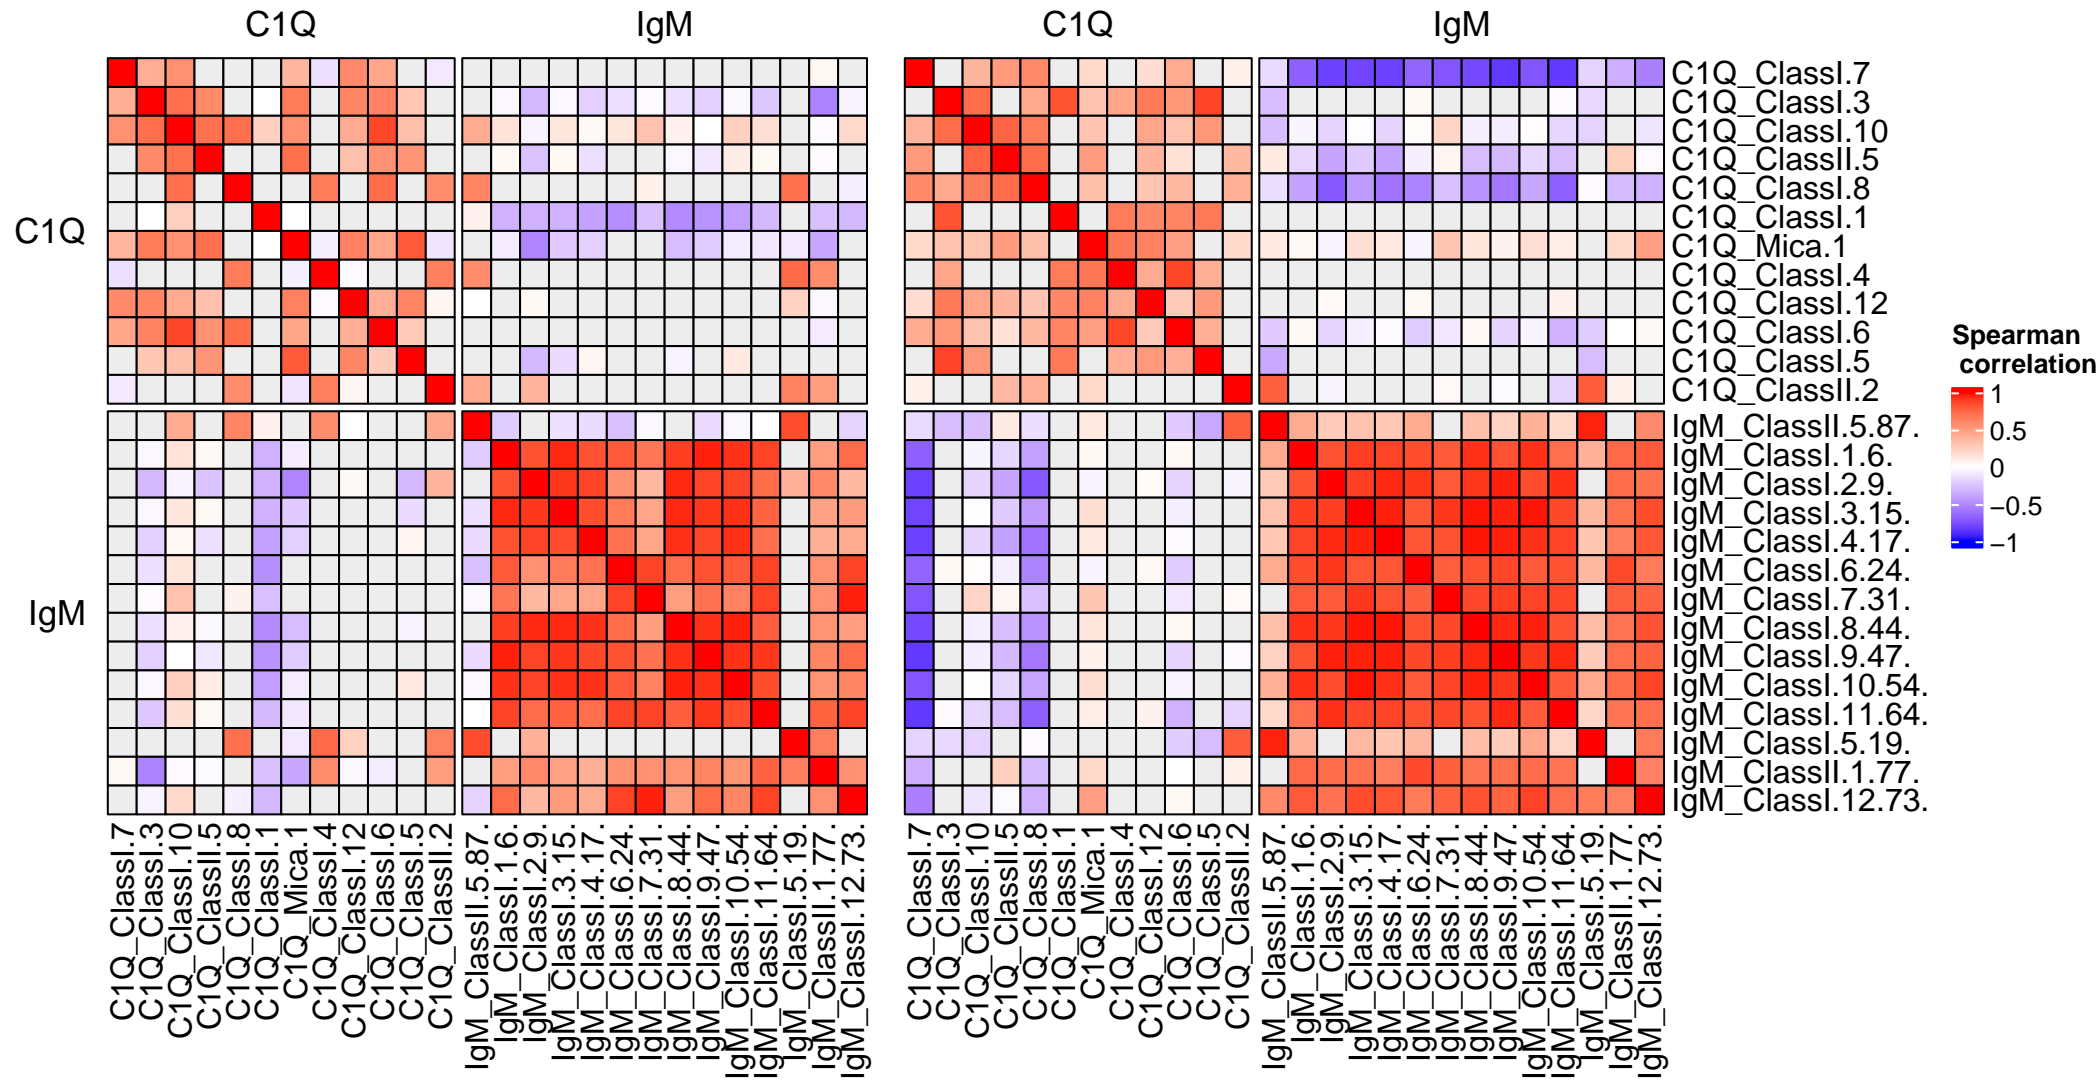 C1Q
IgM
C1Q
IgM
C1Q
IgM
C1Q_ClassI.7
C1Q_ClassI.3
C1Q_ClassI.10
C1Q_ClassII.5
C1Q_ClassI.8
C1Q_ClassI.1
C1Q_Mica.1
C1Q_ClassI.4
C1Q_ClassI.12
C1Q_ClassI.6
C1Q_ClassI.5
C1Q_ClassII.2
IgM_ClassII.5.87.
IgM_ClassI.1.6.
IgM_ClassI.2.9.
IgM_ClassI.3.15.
IgM_ClassI.4.17.
IgM_ClassI.6.24.
IgM_ClassI.7.31.
IgM_ClassI.8.44.
IgM_ClassI.9.47.
IgM_ClassI.10.54.
IgM_ClassI.11.64.
IgM_ClassI.5.19.
IgM_ClassII.1.77.
IgM_ClassI.12.73.
Spearman
correlation
1
0.5
0
−0.5
−1
C1Q_ClassI.7
C1Q_ClassI.3
C1Q_ClassI.10
C1Q_ClassII.5
C1Q_ClassI.8
C1Q_ClassI.1
C1Q_Mica.1
C1Q_ClassI.4
C1Q_ClassI.12
C1Q_ClassI.6
C1Q_ClassI.5
C1Q_ClassII.2
IgM_ClassII.5.87.
IgM_ClassI.1.6.
IgM_ClassI.2.9.
IgM_ClassI.3.15.
IgM_ClassI.4.17.
IgM_ClassI.6.24.
IgM_ClassI.7.31.
IgM_ClassI.8.44.
IgM_ClassI.9.47.
IgM_ClassI.10.54.
IgM_ClassI.11.64.
IgM_ClassI.5.19.
IgM_ClassII.1.77.
IgM_ClassI.12.73.
C1Q_ClassI.7
C1Q_ClassI.3
C1Q_ClassI.10
C1Q_ClassII.5
C1Q_ClassI.8
C1Q_ClassI.1
C1Q_Mica.1
C1Q_ClassI.4
C1Q_ClassI.12
C1Q_ClassI.6
C1Q_ClassI.5
C1Q_ClassII.2
IgM_ClassII.5.87.
IgM_ClassI.1.6.
IgM_ClassI.2.9.
IgM_ClassI.3.15.
IgM_ClassI.4.17.
IgM_ClassI.6.24.
IgM_ClassI.7.31.
IgM_ClassI.8.44.
IgM_ClassI.9.47.
IgM_ClassI.10.54.
IgM_ClassI.11.64.
IgM_ClassI.5.19.
IgM_ClassII.1.77.
IgM_ClassI.12.73.